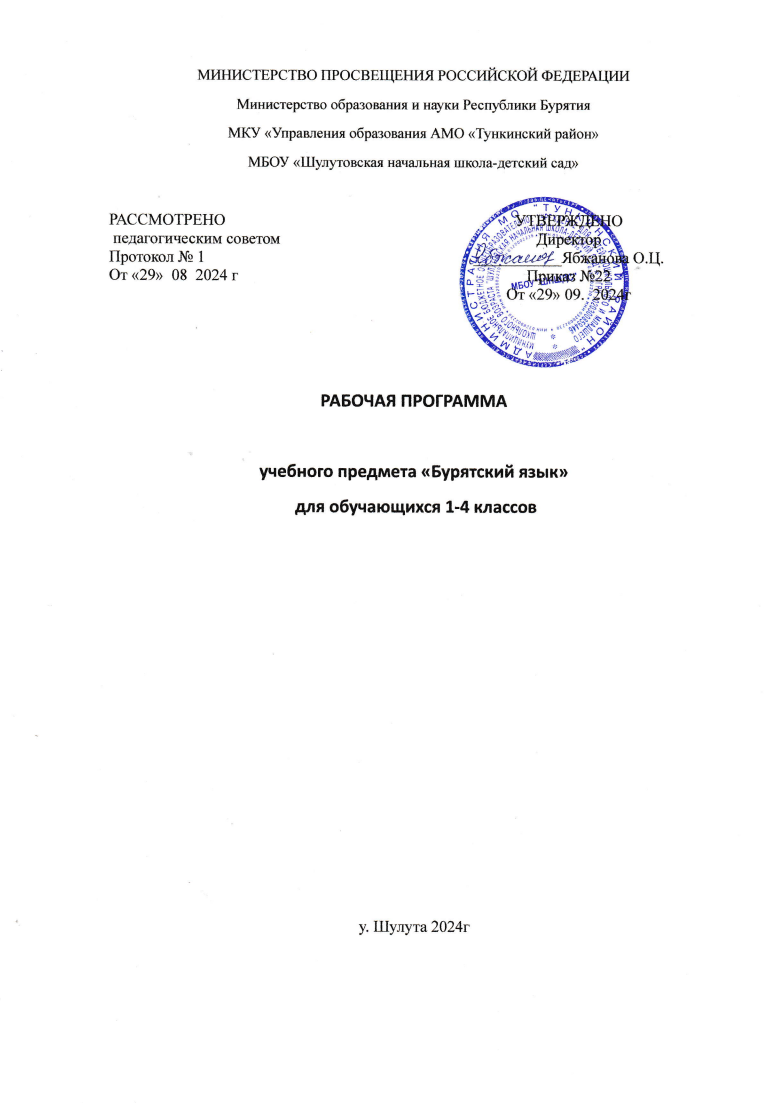 МИНИСТЕРСТВО ПРОСВЕЩЕНИЯ РОССИЙСКОЙ ФЕДЕРАЦИИ
Министерство образования и науки Республики Бурятия
МКУ «Управления образования АМО «Тункинский район»
МБОУ «Шулутовская начальная школа-детский сад»
РАССМОТРЕНО
педагогическим советом
Протокол № 1
От «29» 08 2024 г
УТВЕРЖДЕНО
Директор
Ябжанова О.Ц.
Приказ №22
От «29» 09. 2024г
РАБОЧАЯ ПРОГРАММА
учебного предмета «Бурятский язык»
для обучающихся 1-4 классов
у. Шулута 2024г